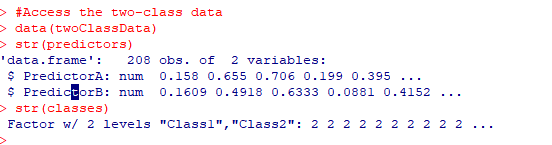 > #Access the two-class data
> data(twoClassData)
> str(predictors)
'data.frame':   208 obs. of  2 variables:
 $ PredictorA: num  0.158 0.655 0.706 0.199 0.395 ...
 $ PredictorB: num  0.1609 0.4918 0.6333 0.0881 0.4152 ...
> str(classes)
 Factor w/ 2 levels "Class1","Class2": 2 2 2 2 2 2 2 2 2 2 ...
>